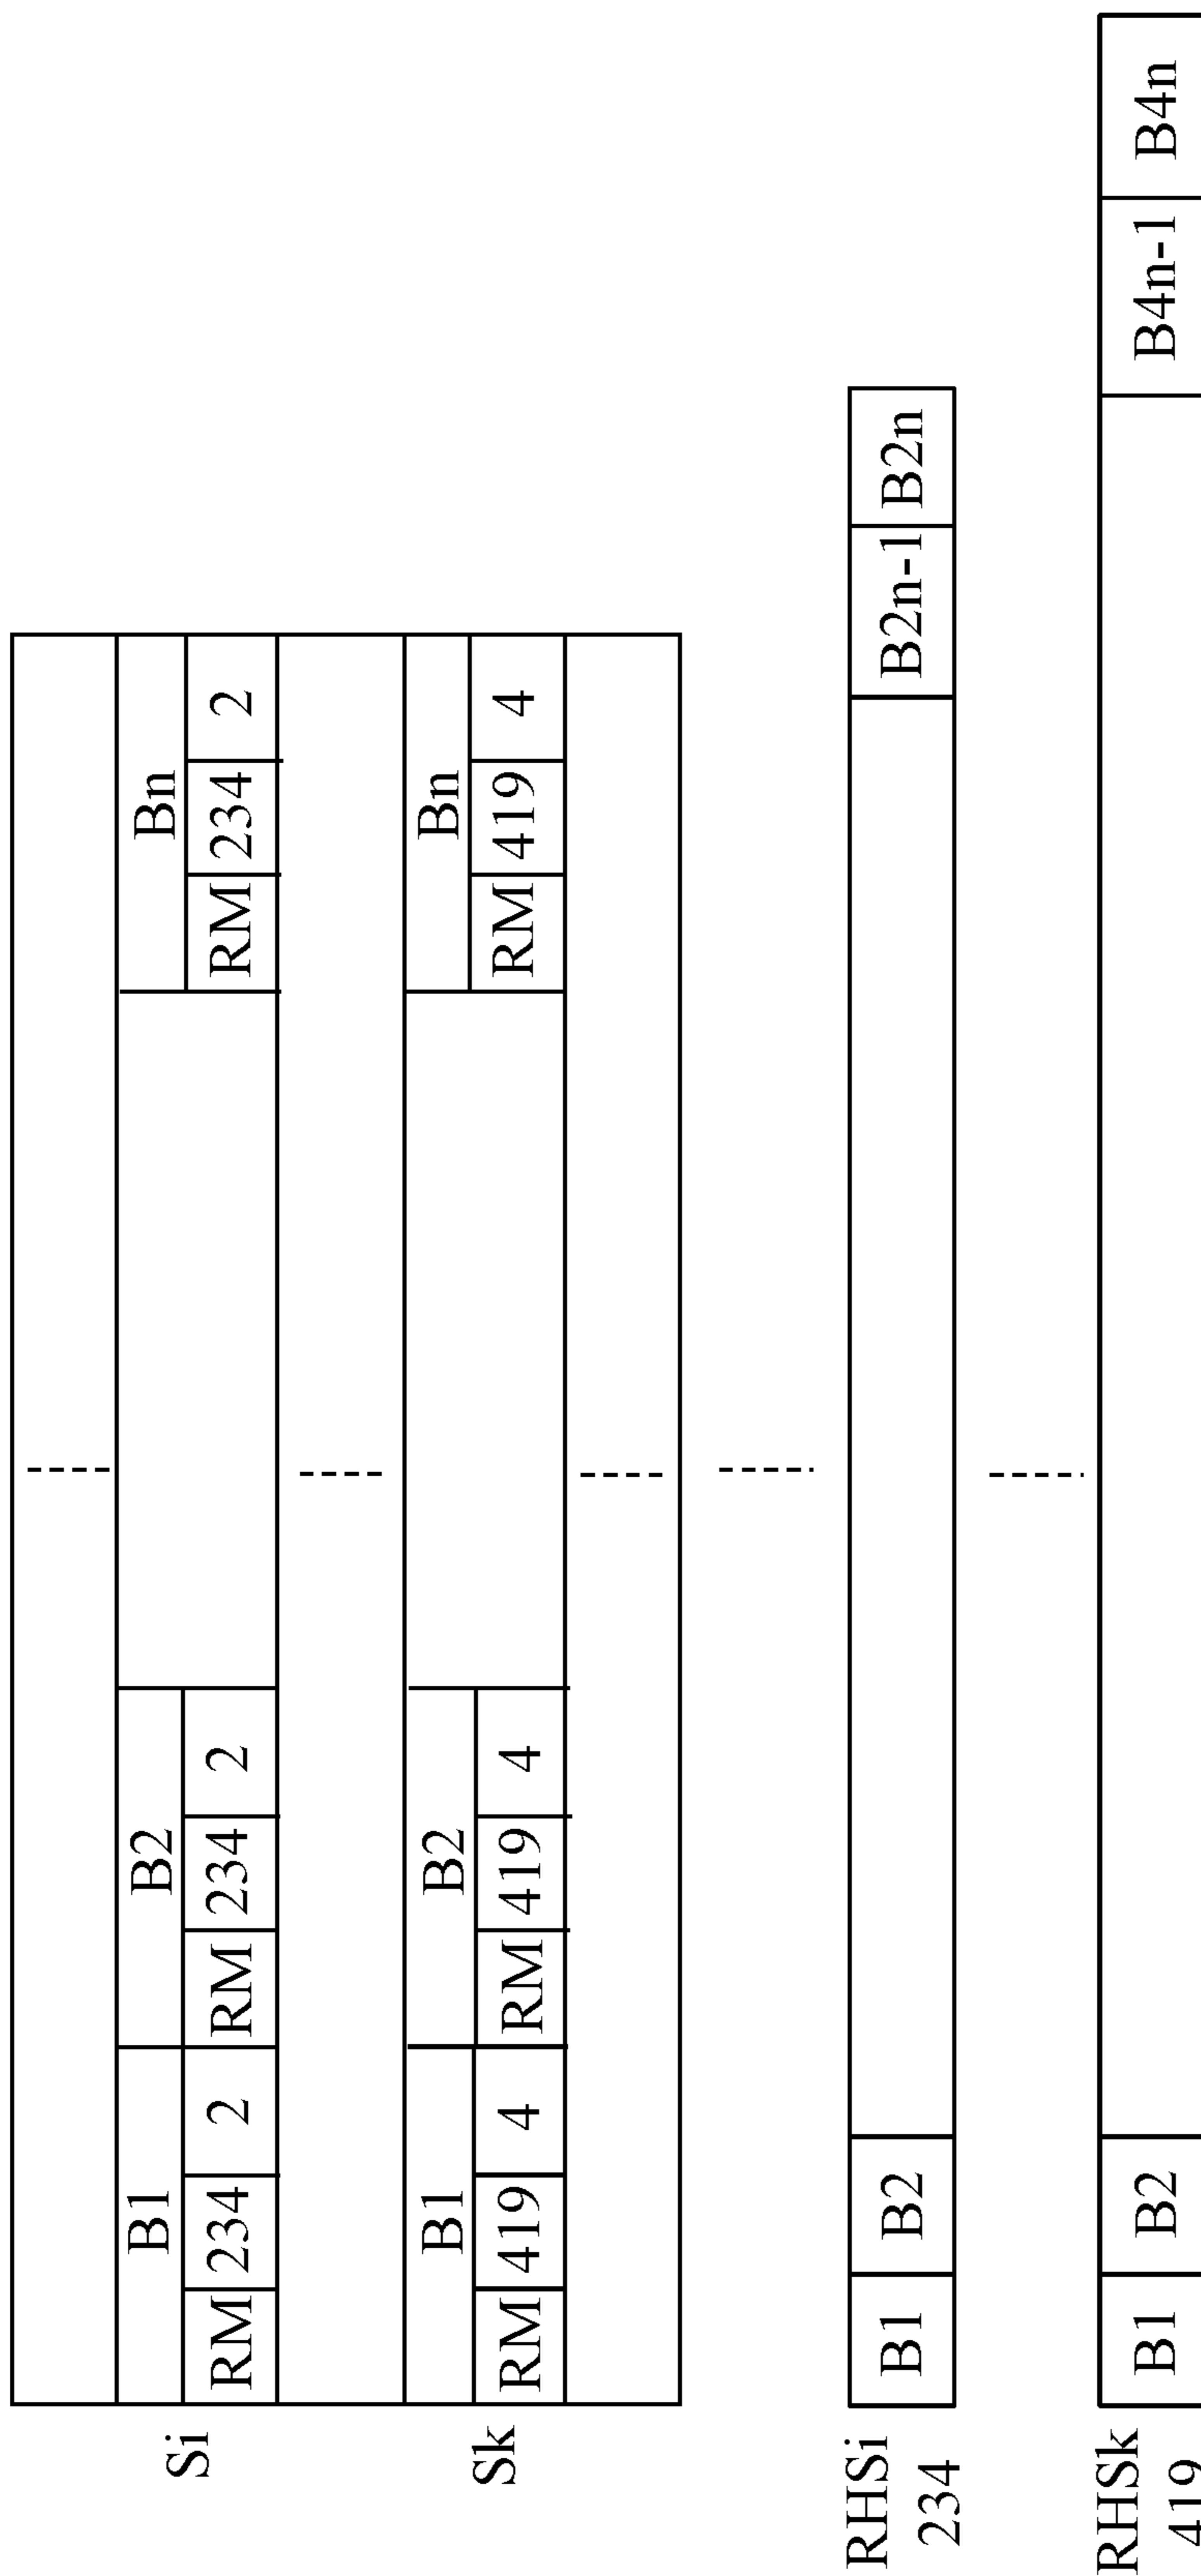 B1 B2 Bn
Si RM 234 2 RM 234 2 RM 234 2
B1 B2 Bn
Sk RM 419 4 RM 419 4 RM 419 4
RHSi B1 B2 B2n-1 B2n
234
RHSk B1 B2 B4n-1 B4n
419